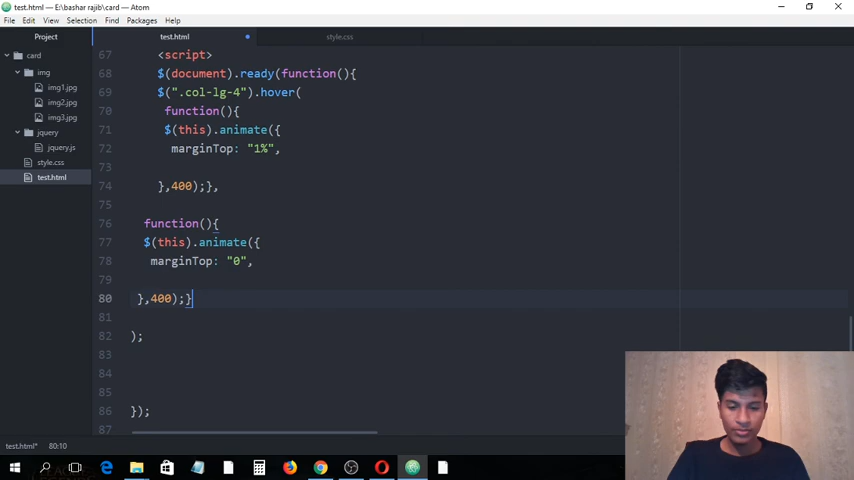 test.html — E:\bashar rajib\card — Atom
File Edit View Selection Find Packages Help
Project
test.html
style.css
card
img
img1.jpg
img2.jpg
img3.jpg
jquery
jquery.js
style.css
test.html
67 <script>
68 $(document).ready(function(){
69 $(".col-lg-4").hover(
70 function(){
71 $(this).animate({
72 marginTop: "1%",
73
74 },400);},
75
76 function(){
77 $(this).animate({
78 marginTop: "0",
79
80 },400);}
81
82 );
83
84
85
86 });
87
test.html* 80:10